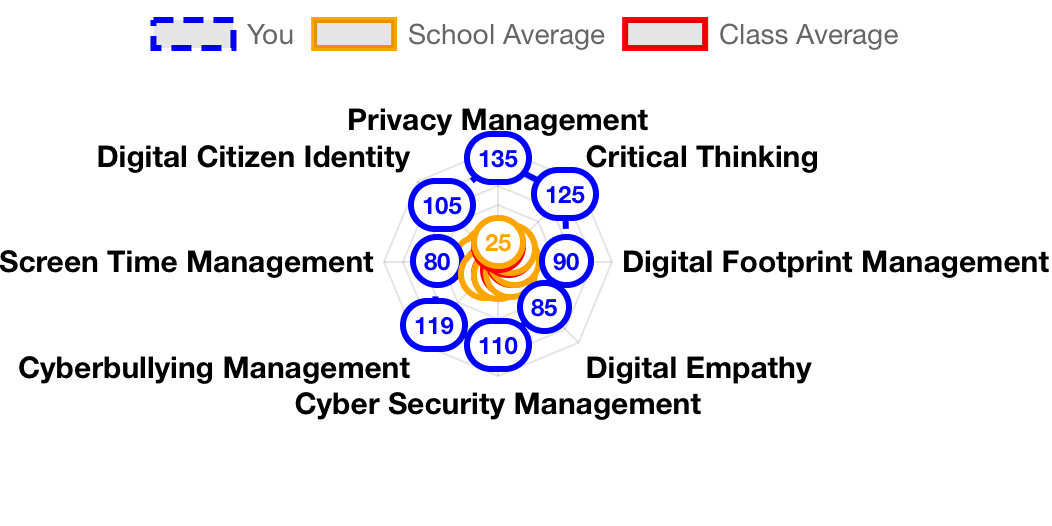 You School Average Class Average
Privacy Management
Digital Citizen Identity Critical Thinking
135
125
105
25
Screen Time Management 80 90 Digital Footprint Management
85
119
110
Cyberbullying Management Digital Empathy
Cyber Security Management